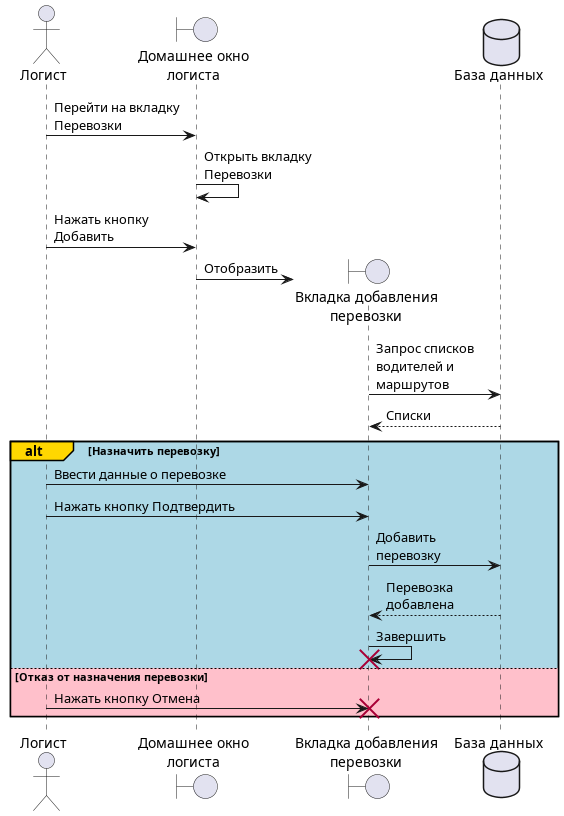 Логист
Домашнее окно
логиста
База данных
Перейти на вкладку
Перевозки
Открыть вкладку
Перевозки
Нажать кнопку
Добавить
Отобразить
Вкладка добавления
перевозки
Запрос списков
водителей и
маршрутов
Списки
alt [Назначить перевозку]
Ввести данные о перевозке
Нажать кнопку Подтвердить
Добавить
перевозку
Перевозка
добавлена
Завершить
[Отказ от назначения перевозки]
Нажать кнопку Отмена
Логист
Домашнее окно
логиста
Вкладка добавления
перевозки
База данных